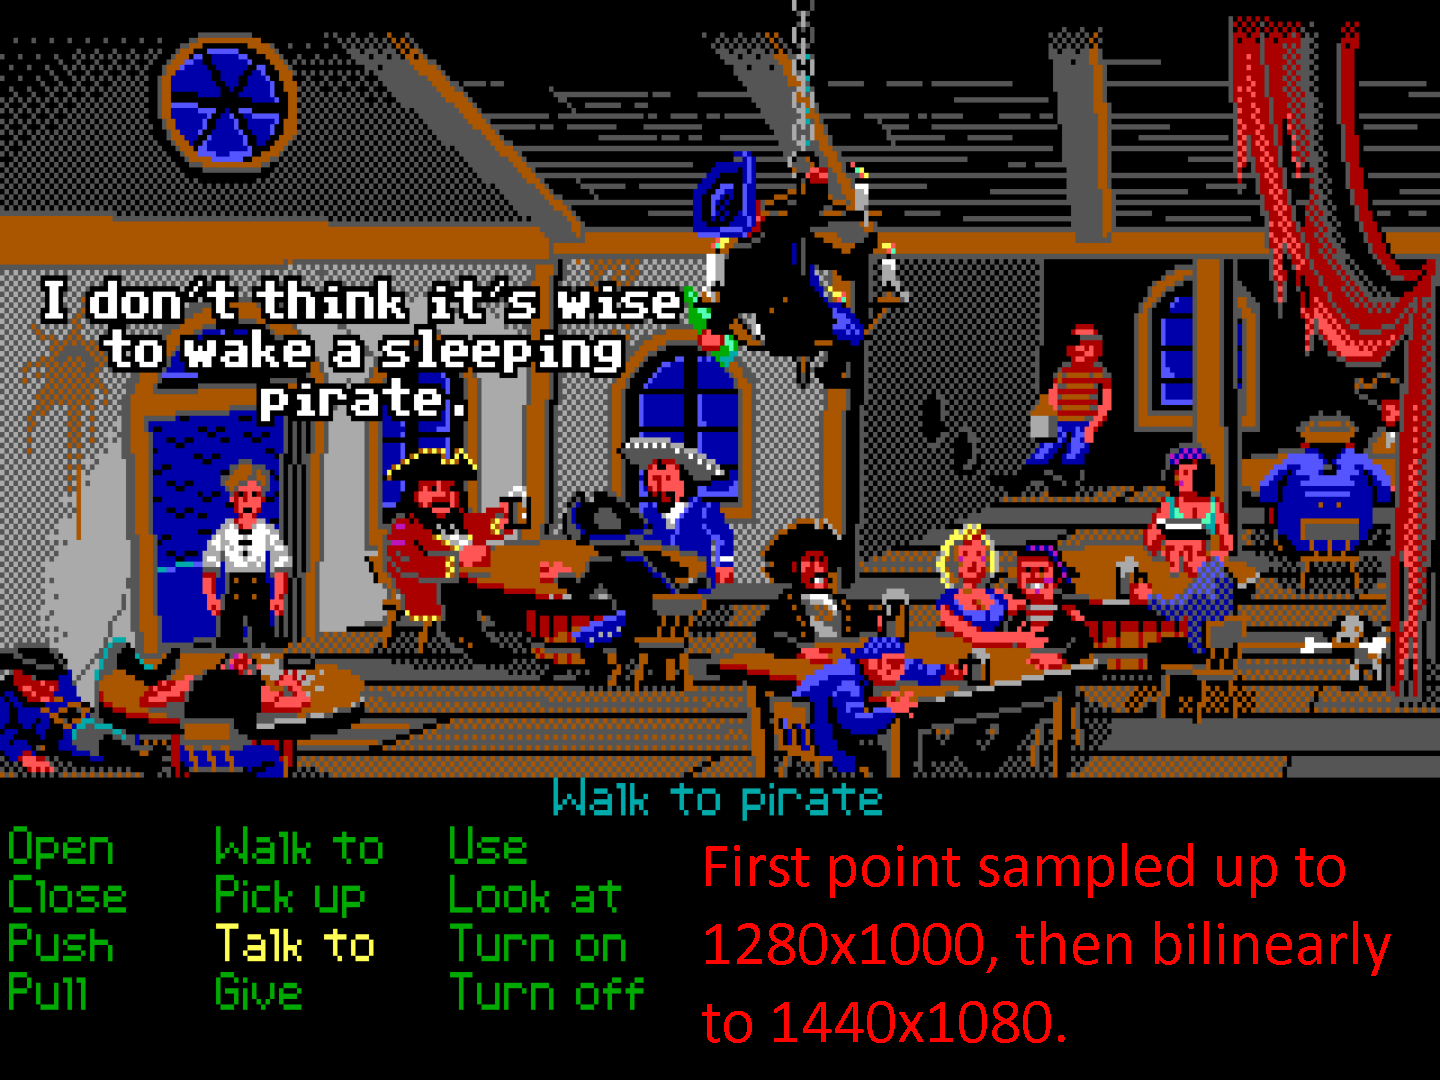 I don't think it's wise
to wake a sleeping
pirate.
Walk to pirate
Open Walk to Use
Close Pick up Look at
Push Talk to Turn on
Pull Give Turn off
First point sampled up to
1280x1000, then bilinearly
to 1440x1080.